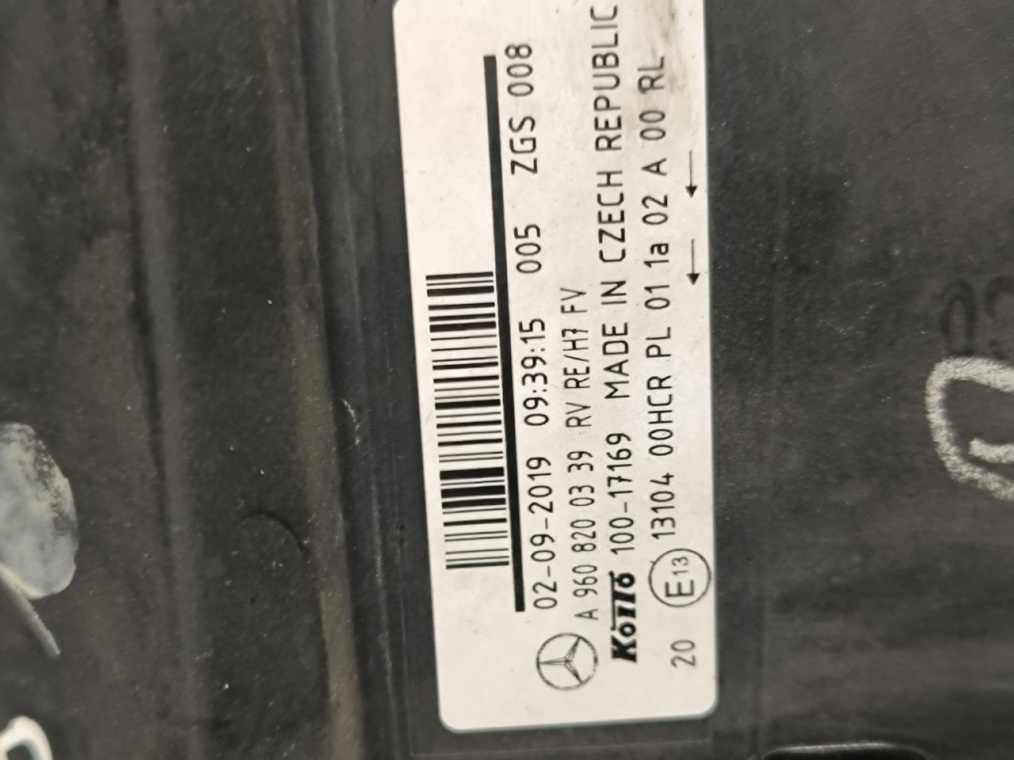 02-09-2019 09:39:15 005 ZGS 008
A 960 820 03 39 RV RE/H7 FV
100-17169 MADE IN CZECH REPUBLIC
20 E13 13104 00HCR PL 01 1a 02 A 00 RL